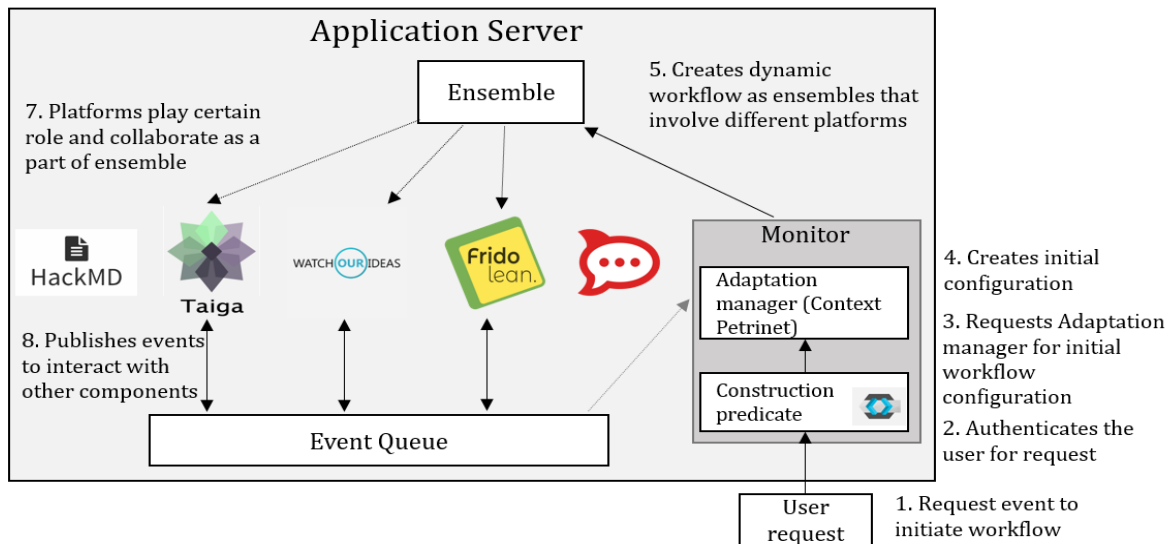 Application Server
Ensemble
5. Creates dynamic
workflow as ensembles that
involve different platforms
7. Platforms play certain
role and collaborate as a
part of ensemble
HackMD
Taiga
WATCH OUR IDEAS
Frido
lean.
Monitor
Adaptation
manager (Context
Petrinet)
Construction
predicate
4. Creates initial
configuration
3. Requests Adaptation
manager for initial
workflow
configuration
2. Authenticates the
user for request
8. Publishes events
to interact with
other components
Event Queue
User
request
1. Request event to
initiate workflow